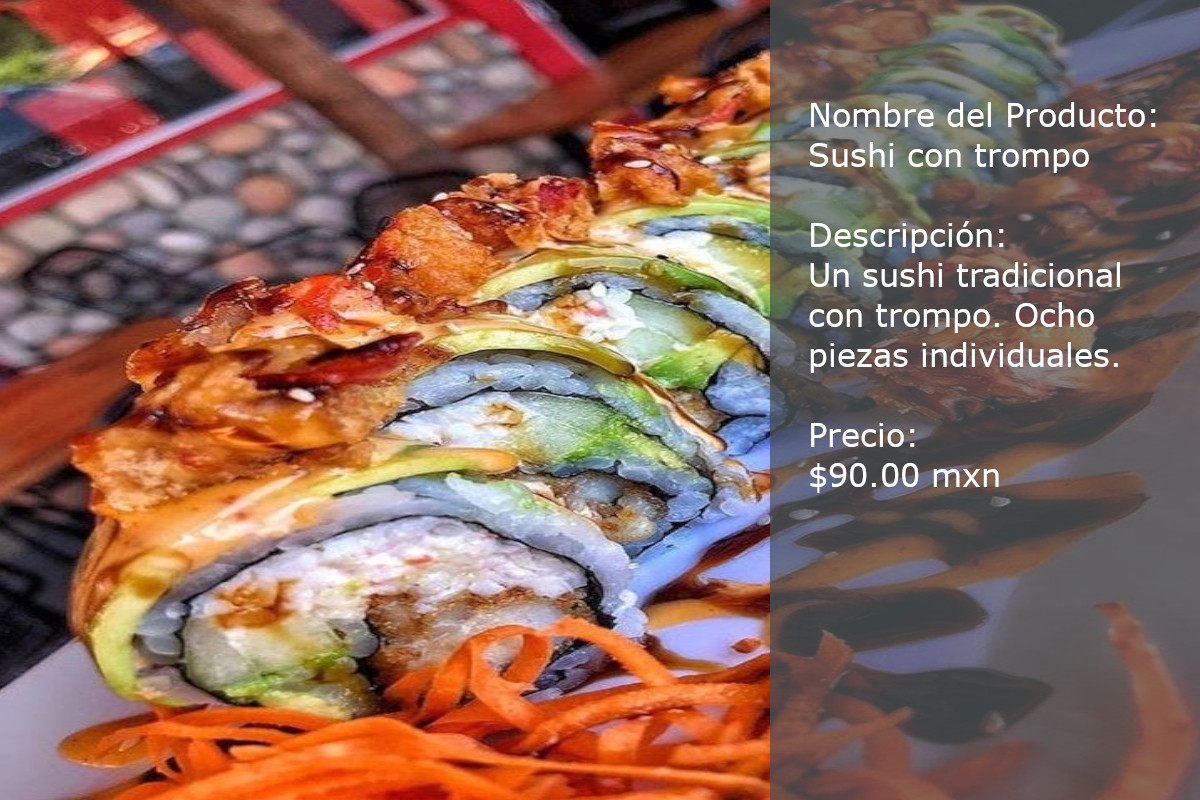 Nombre del Producto:
Sushi con trompo
Descripción:
Un sushi tradicional
con trompo. Ocho
piezas individuales.
Precio:
$90.00 mxn